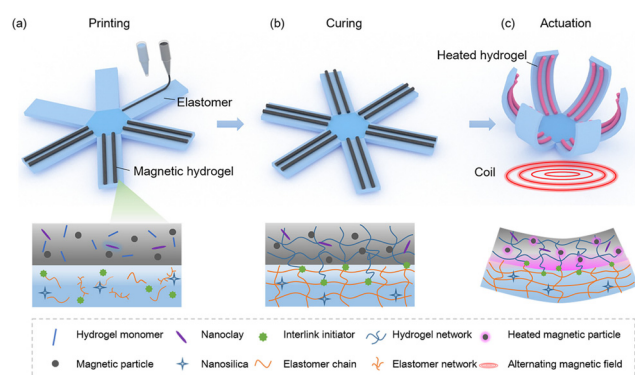 (a) Printing
(b) Curing
(c) Actuation
Elastomer
Magnetic hydrogel
Heated hydrogel
Coil
Hydrogel monomer Nanoclay Interlink initiator Hydrogel network Heated magnetic particle
Magnetic particle Nanosilica Elastomer chain Elastomer network Alternating magnetic field